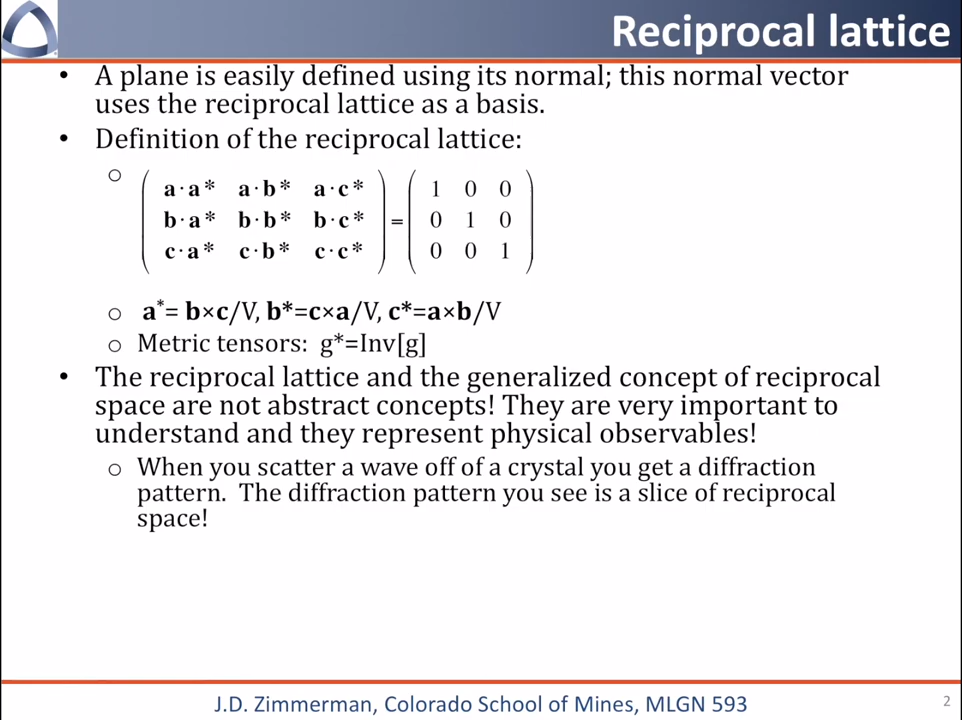 Reciprocal lattice
• A plane is easily defined using its normal; this normal vector
uses the reciprocal lattice as a basis.
• Definition of the reciprocal lattice:
○
( a·a* a·b* a·c* ) ( 1 0 0 )
( b·a* b·b* b·c* ) = ( 0 1 0 )
( c·a* c·b* c·c* ) ( 0 0 1 )
○ a*= b×c/V, b*=c×a/V, c*=a×b/V
○ Metric tensors: g*=Inv[g]
• The reciprocal lattice and the generalized concept of reciprocal
space are not abstract concepts! They are very important to
understand and they represent physical observables!
○ When you scatter a wave off of a crystal you get a diffraction
pattern. The diffraction pattern you see is a slice of reciprocal
space!
J.D. Zimmerman, Colorado School of Mines, MLGN 593
2